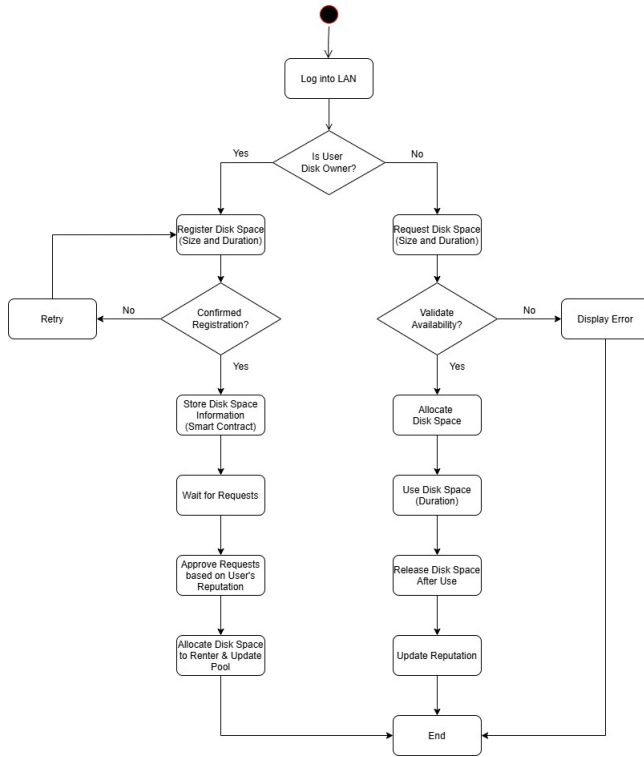 Log into LAN
Is User
Disk Owner?
Yes
No
Register Disk Space
(Size and Duration)
Request Disk Space
(Size and Duration)
Retry
No
Confirmed
Registration?
Validate
Availability?
No
Display Error
Yes
Yes
Store Disk Space
Information
(Smart Contract)
Allocate
Disk Space
Wait for Requests
Use Disk Space
(Duration)
Approve Requests
based on User's
Reputation
Release Disk Space
After Use
Allocate Disk Space
to Renter & Update
Pool
Update Reputation
End